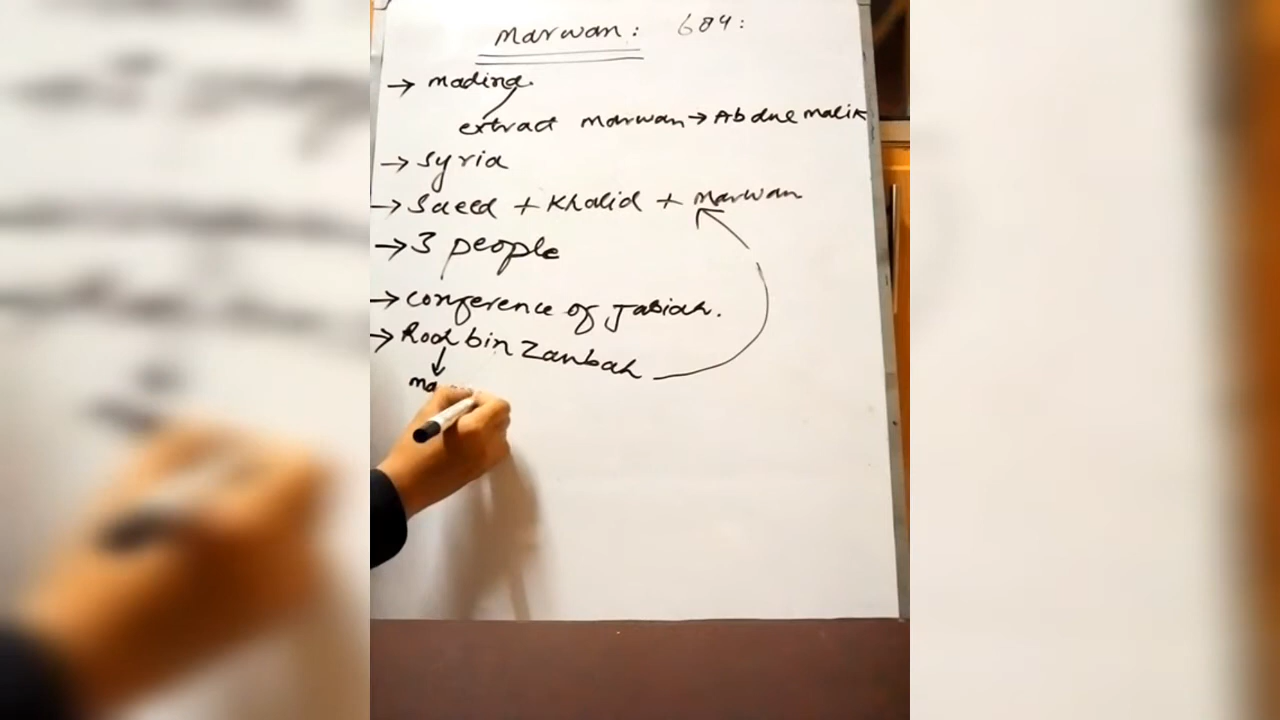 Marwan: 684:
→ madina.
extract marwan → Abdul malik
→ Syria
→ Saeed + Khalid + marwan
→ 3 people
→ conference of Jabiah.
→ Rooh bin Zanbah